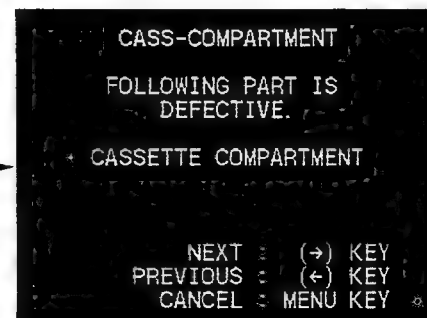 CASS-COMPARTMENT
FOLLOWING PART IS
DEFECTIVE.
* CASSETTE COMPARTMENT
NEXT : (→) KEY
PREVIOUS : (←) KEY
CANCEL : MENU KEY